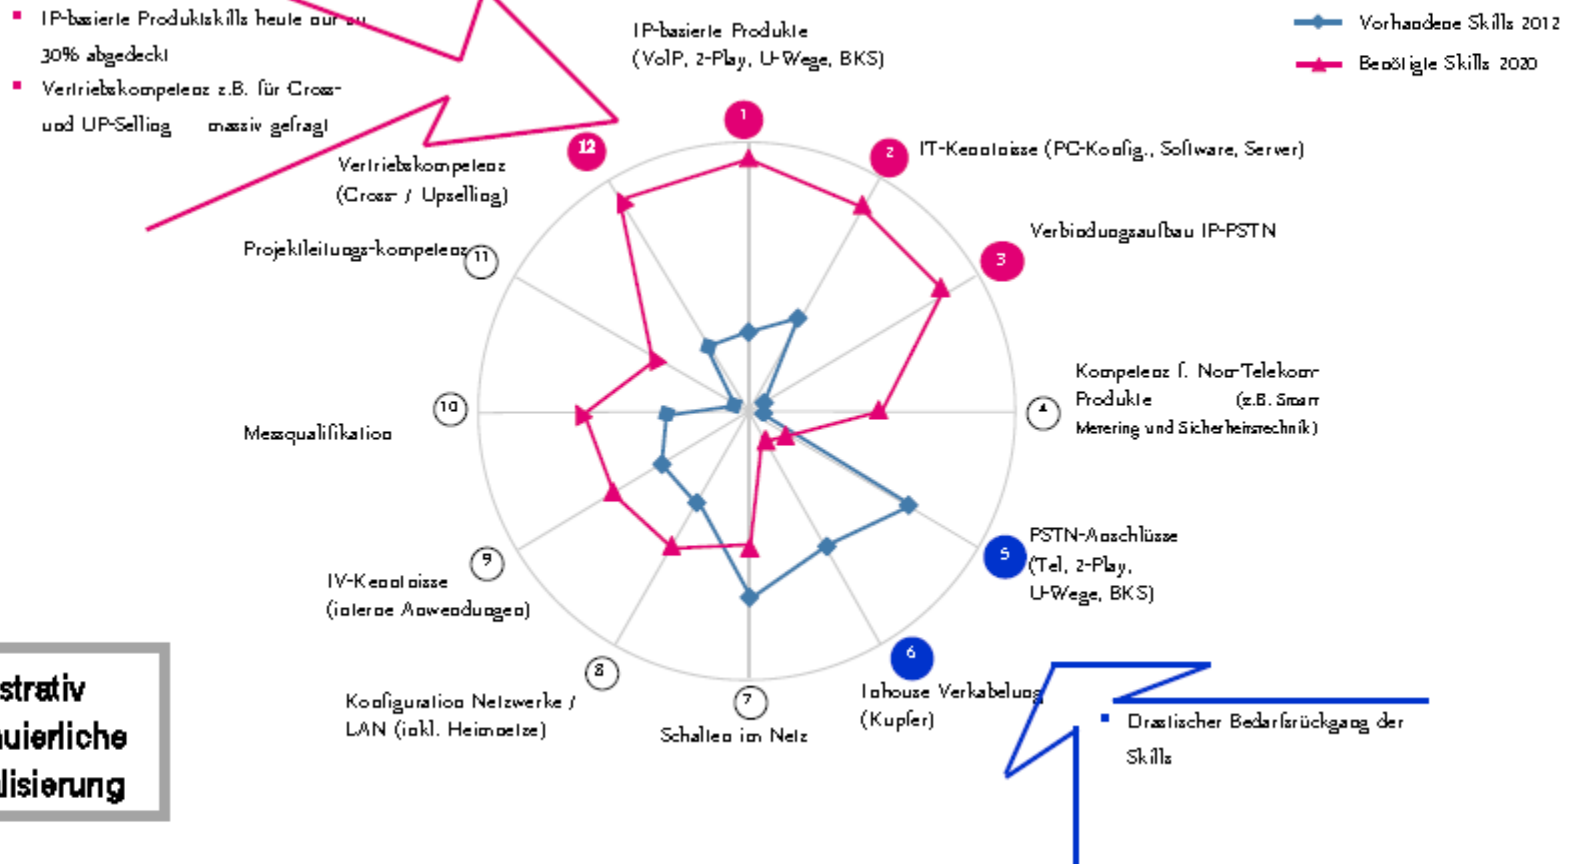 IP-basierte Produktskills heute nur zu
30% abgedeckt
Vertriebskompetenz z.B. für Cross-
und UP-Selling massiv gefragt
IP-basierte Produkte
(VoIP, 2-Play, U-Wege, BKS)
Vorhandene Skills 2012
Benötigte Skills 2020
1
12
2
IT-Kenntnisse (PC-Konfig., Software, Server)
Vertriebskompetenz
(Cross- / Upselling)
3
Verbindungsaufbau IP-PSTN
Projektleitungs-kompetenz
11
Kompetenz f. Non-Telekom-
Produkte (z.B. Smart
Metering und Sicherheitstechnik)
4
10
Messqualifikation
5
PSTN-Anschlüsse
(Tel, 2-Play,
U-Wege, BKS)
9
IV-Kenntnisse
(interne Anwendungen)
6
Inhouse Verkabelung
(Kupfer)
8
Konfiguration Netzwerke /
LAN (inkl. Heimnetze)
7
Schalten im Netz
Drastischer Bedarfsrückgang der
Skills
strativ
uierliche
lisierung